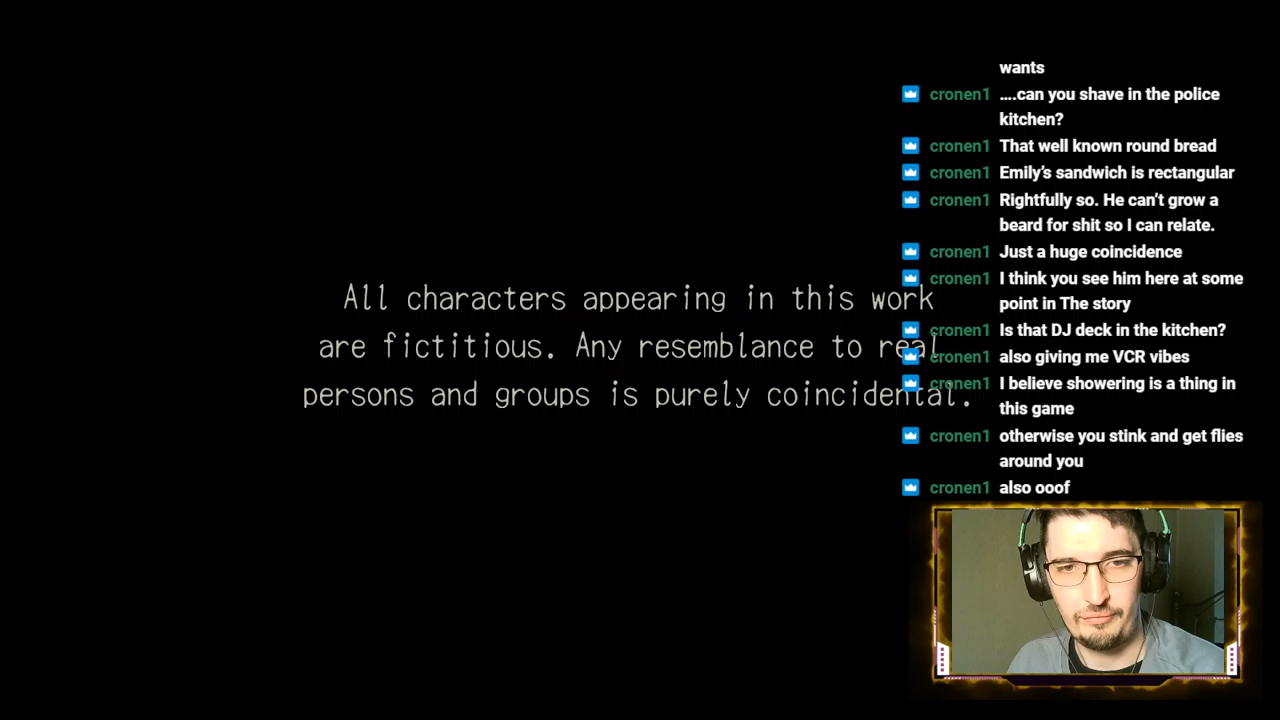 All characters appearing in this work
are fictitious. Any resemblance to real
persons and groups is purely coincidental.
wants
cronen1 ….can you shave in the police
kitchen?
cronen1 That well known round bread
cronen1 Emily’s sandwich is rectangular
cronen1 Rightfully so. He can’t grow a
beard for shit so I can relate.
cronen1 Just a huge coincidence
cronen1 I think you see him here at some
point in The story
cronen1 Is that DJ deck in the kitchen?
cronen1 also giving me VCR vibes
cronen1 I believe showering is a thing in
this game
cronen1 otherwise you stink and get flies
around you
cronen1 also ooof